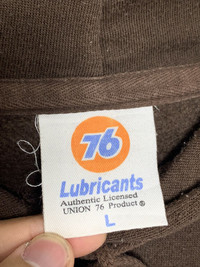 76
Lubricants
Authentic Licensed
UNION 76 Product ®
L